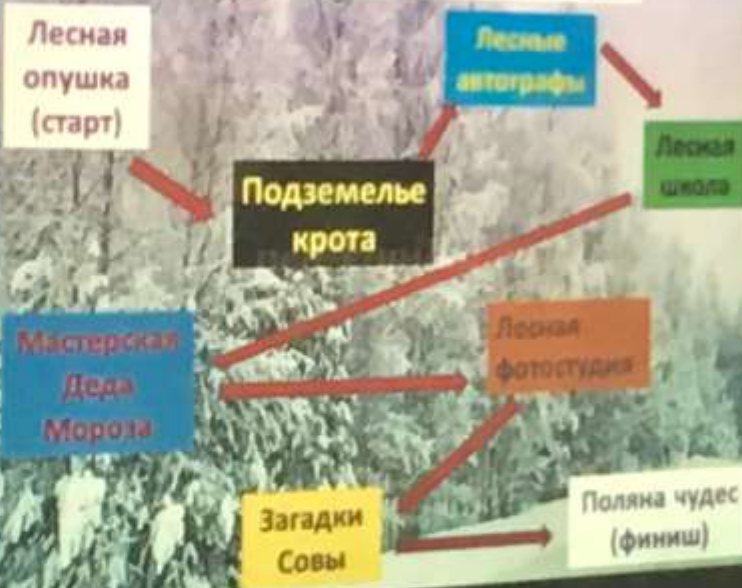 Лесная
опушка
(старт)
Подземелье
крота
Лесные
автографы
Лесная
школа
Мастерская
Деда
Мороза
Лесная
фотостудия
Загадки
Совы
Поляна чудес
(финиш)